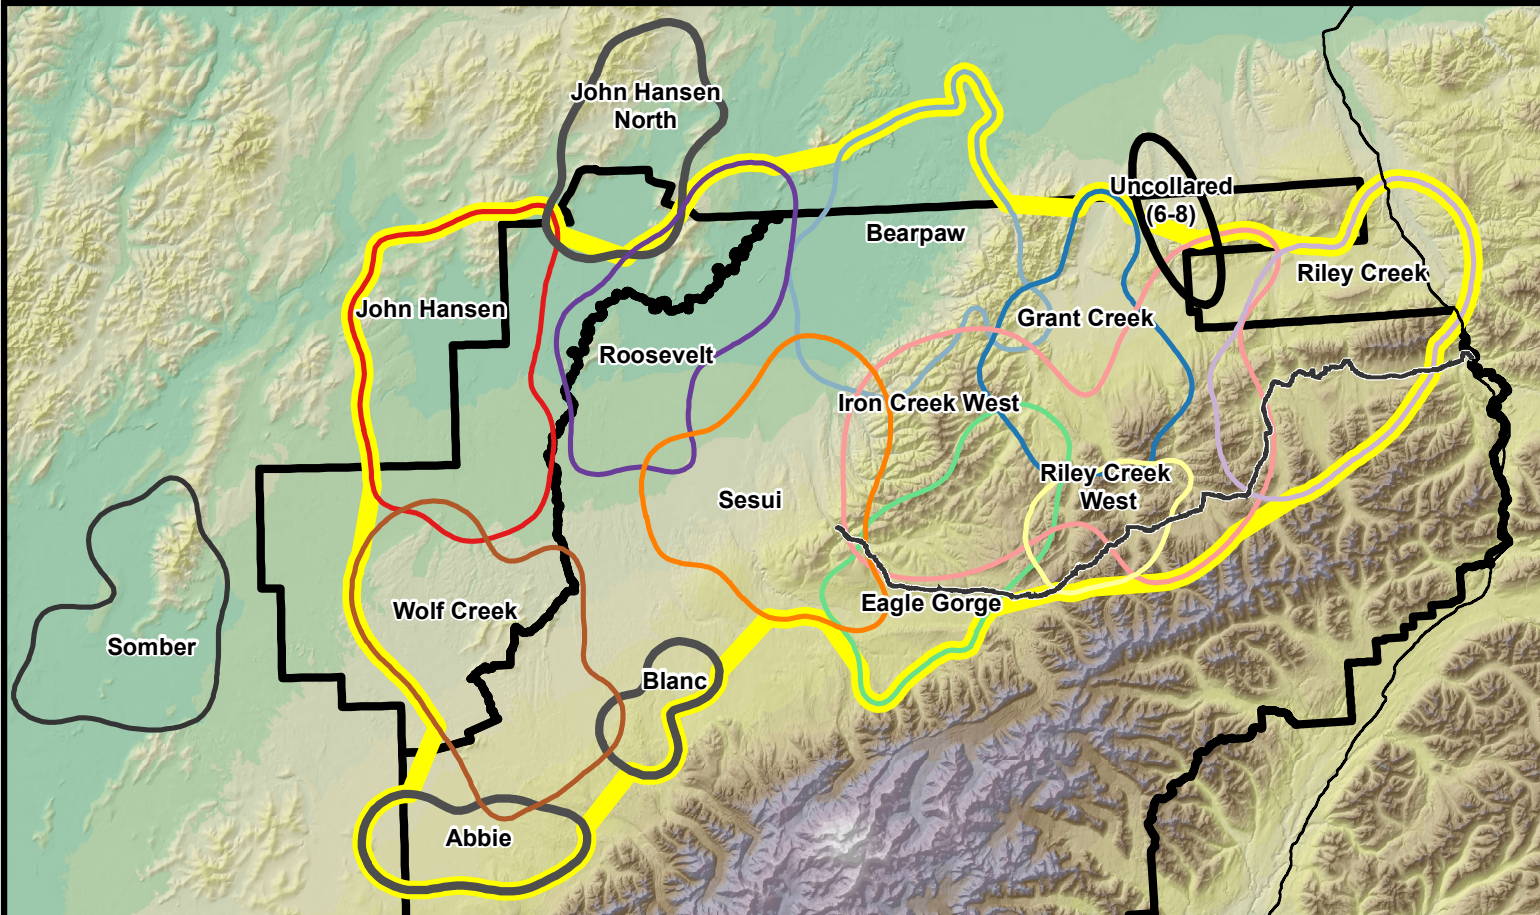 John Hansen
North
Uncollared
(6-8)
Bearpaw
Riley Creek
John Hansen
Grant Creek
Roosevelt
Iron Creek West
Riley Creek
West
Sesui
Eagle Gorge
Wolf Creek
Somber
Blanc
Abbie